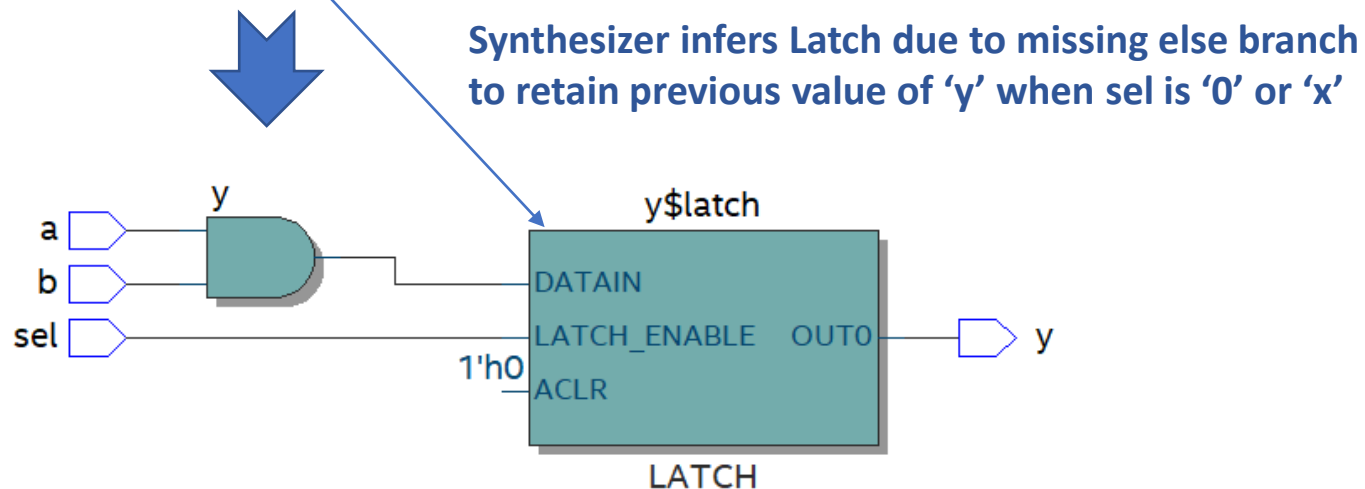 Synthesizer infers Latch due to missing else branch
to retain previous value of ‘y’ when sel is ‘0’ or ‘x’
y
y$latch
a
b
DATAIN
sel
LATCH_ENABLE
OUT0
y
1'h0
ACLR
LATCH